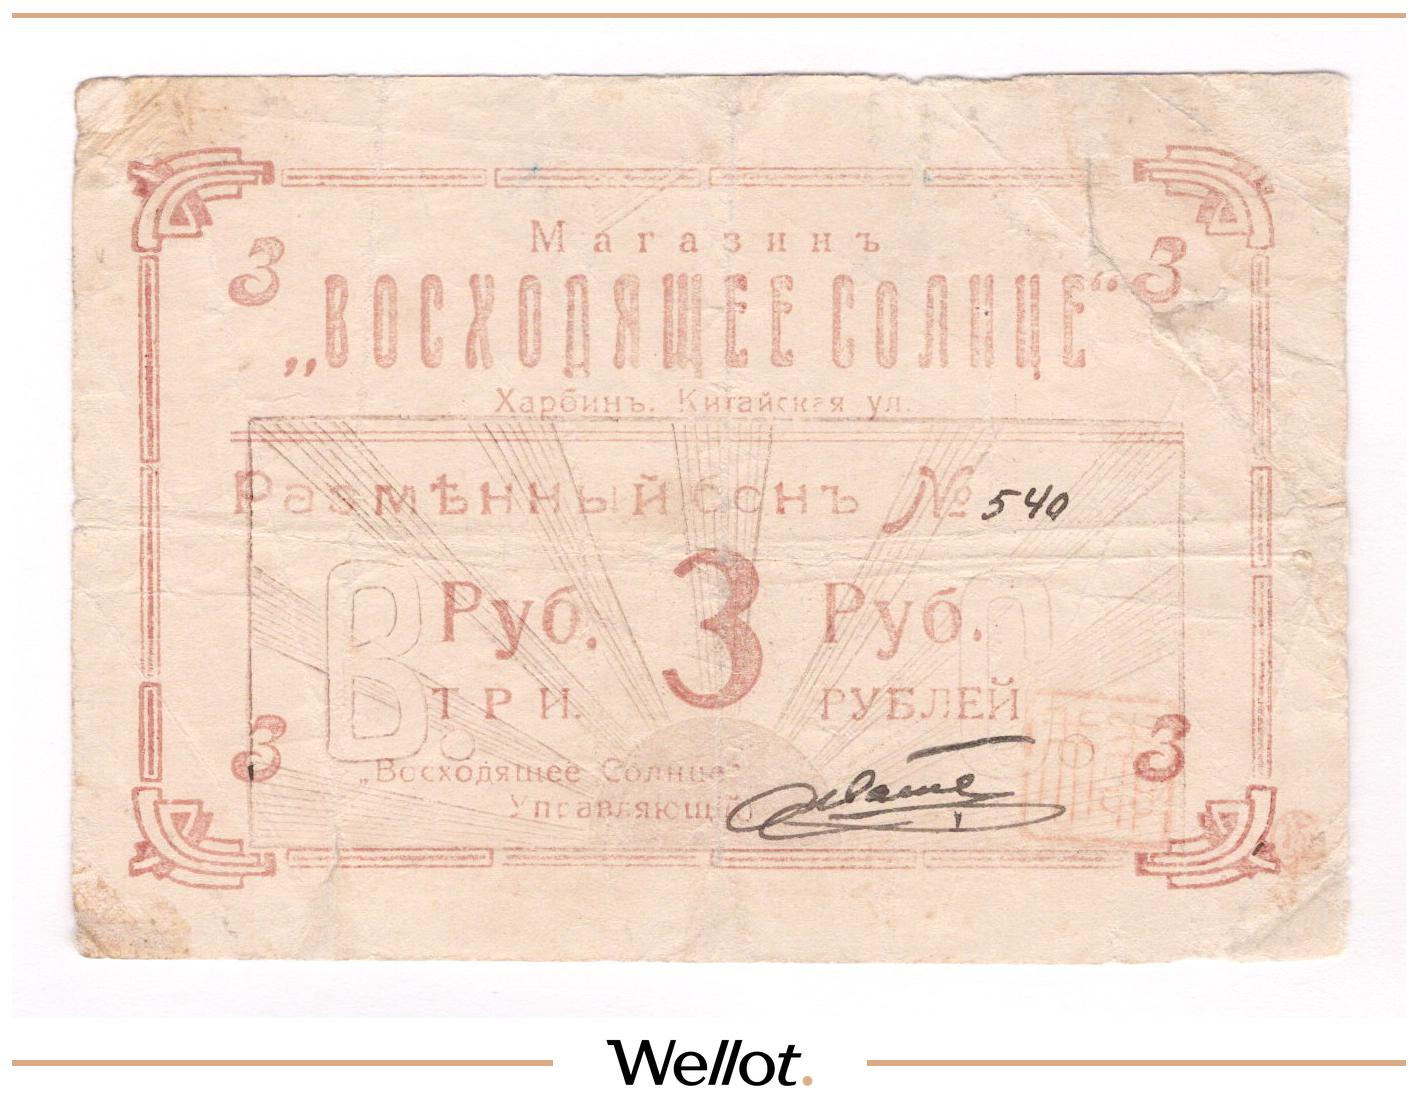 Магазинъ
3 „ВОСХОДЯЩЕЕ СОЛНЦЕ“ 3
Харбинъ. Китайская ул.
Размѣнный бонъ № 540
В. Руб. 3 Руб. С
ТРИ. РУБЛЕЙ
3 3
„Восходящее Солнце“
Управляющій
Wellot.